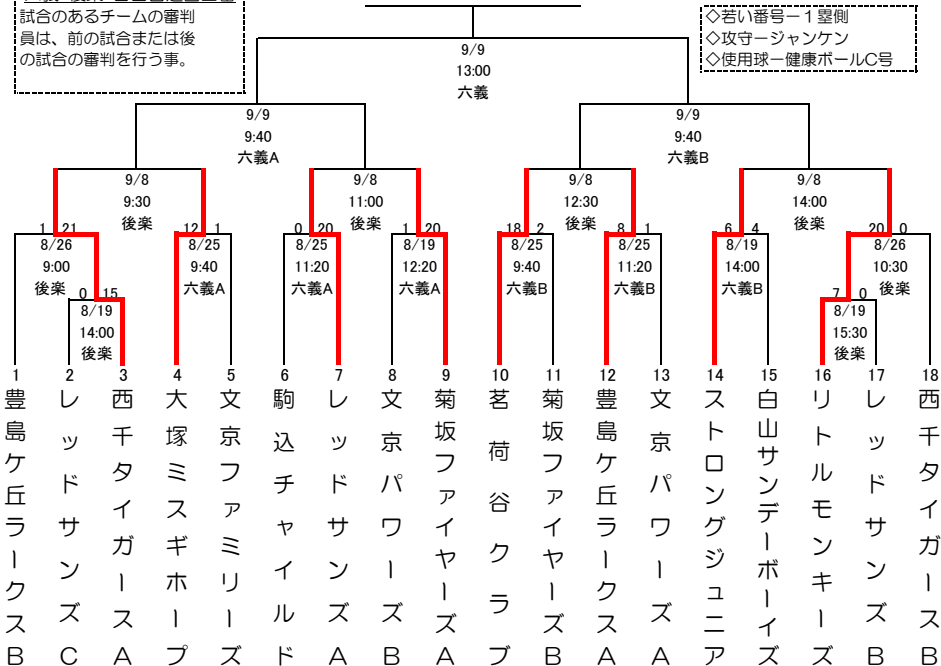 試合のあるチームの審判
員は、前の試合または後
の試合の審判を行う事。
◇若い番号ー1塁側
◇攻守ージャンケン
◇使用球ー健康ボールC号
9/9
13:00
六義
9/9
9:40
六義A
9/9
9:40
六義B
9/8
9:30
後楽
9/8
11:00
後楽
9/8
12:30
後楽
9/8
14:00
後楽
1 21
8/26
9:00
後楽
12 1
8/25
9:40
六義A
0 20
8/25
11:20
六義A
1 20
8/19
12:20
六義A
18 2
8/25
9:40
六義B
8 1
8/25
11:20
六義B
6 4
8/19
14:00
六義B
20 0
8/26
10:30
後楽
0 15
8/19
14:00
後楽
7 0
8/19
15:30
後楽
1 2 3 4 5 6 7 8 9 10 11 12 13 14 15 16 17 18
豊島ケ丘ラークスB
レッドサンズC
西千タイガースA
大塚ミスギホープ
文京ファミリーズ
駒込チャイルド
レッドサンズA
文京パワーズB
菊坂ファイヤーズA
茗荷谷クラブ
菊坂ファイヤーズB
豊島ケ丘ラークスA
文京パワーズA
ストロングジュニア
白山サンデーボーイズ
リトルモンキーズ
レッドサンズB
西千タイガースB